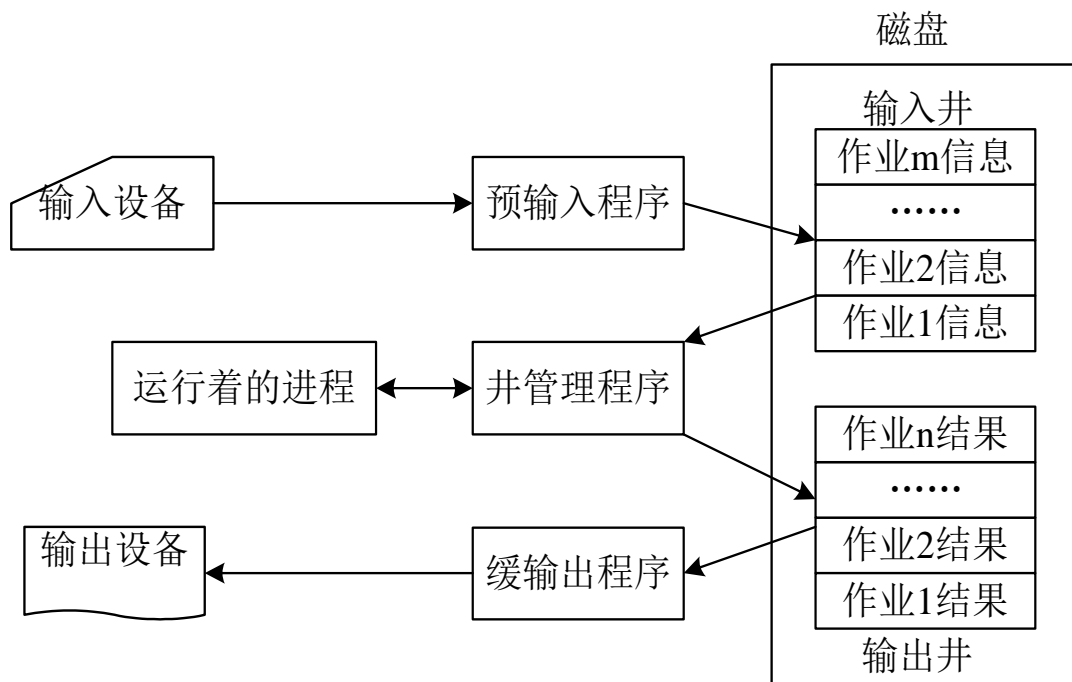 磁盘
输入井
作业m信息
输入设备
预输入程序
……
作业2信息
作业1信息
运行着的进程
井管理程序
作业n结果
……
输出设备
缓输出程序
作业2结果
作业1结果
输出井